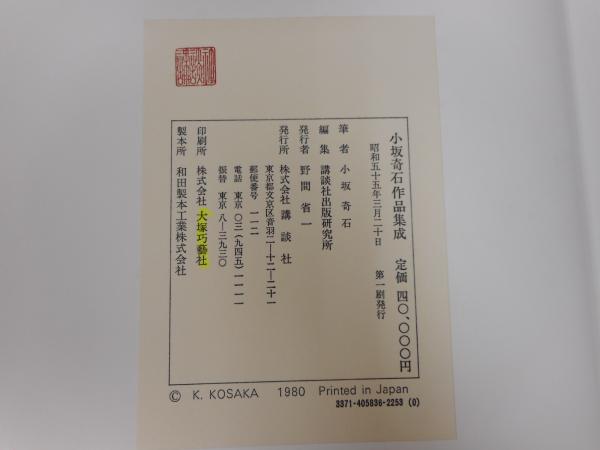 小坂奇石作品集成 定価 四〇、〇〇〇円
昭和五十五年三月二十日 第一刷発行
筆者 小坂奇石
編集 講談社出版研究所
発行者 野間省一
発行所 株式会社 講談社
東京都文京区音羽二―十二―二十一
郵便番号 一一二
電話 東京 〇三(九四五)一一一一
振替 東京 八―三九三〇
印刷所 株式会社 大塚巧藝社
製本所 和田製本工業株式会社
© K. KOSAKA 1980 Printed in Japan
3371-405836-2253 (0)